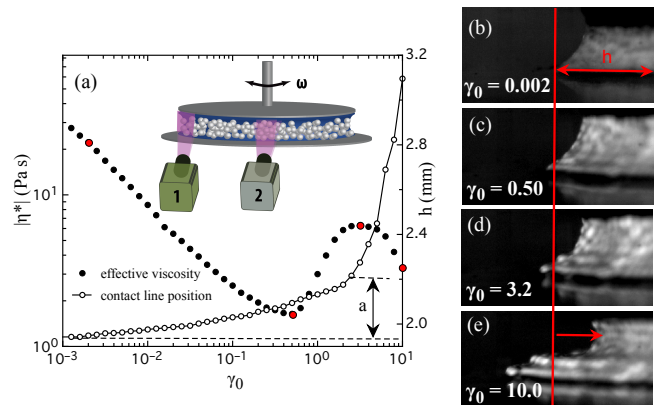 (a)
ω
1
2
|η*| (Pa s)
10¹
10⁰
effective viscosity
contact line position
a
3.2
2.8
2.4
2.0
h (mm)
10⁻³
10⁻²
10⁻¹
10⁰
10¹
γ₀
(b)
h
γ₀ = 0.002
(c)
γ₀ = 0.50
(d)
γ₀ = 3.2
(e)
γ₀ = 10.0